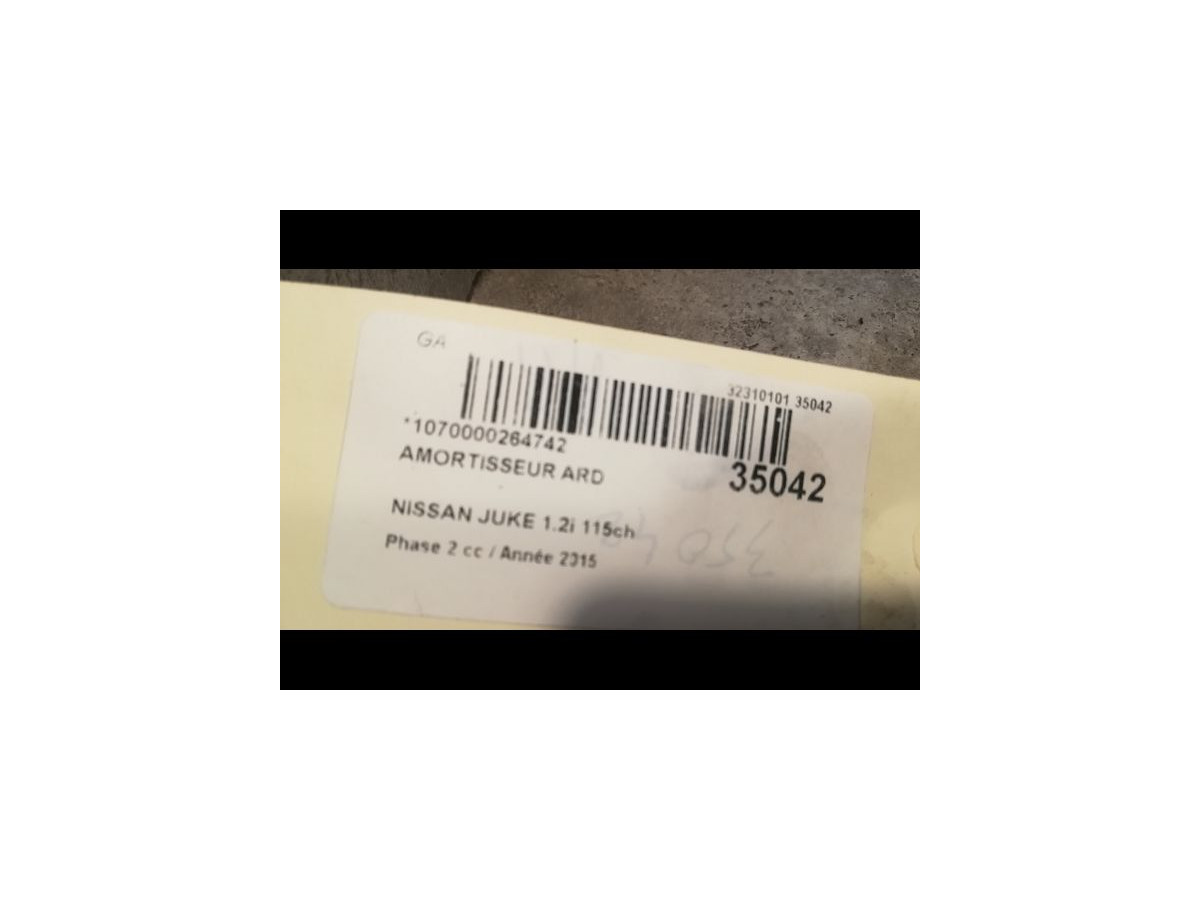 GA
32310101 35042
*1070000264742
AMORTISSEUR ARD
35042
NISSAN JUKE 1.2i 115ch
Phase 2 cc / Année 2015